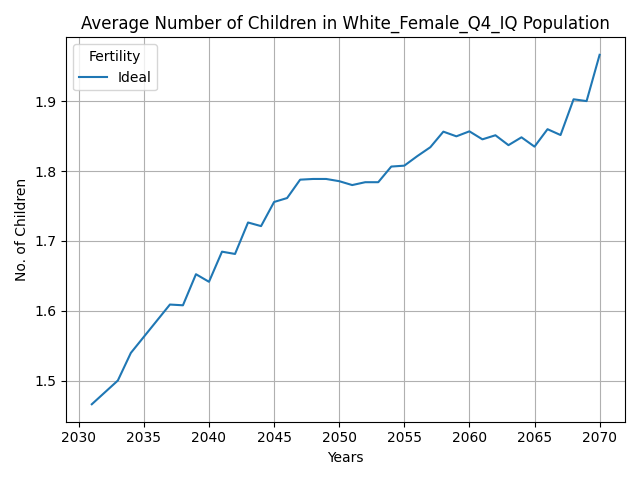 Average Number of Children in White_Female_Q4_IQ Population
Fertility
Ideal
No. of Children
1.9
1.8
1.7
1.6
1.5
2030 2035 2040 2045 2050 2055 2060 2065 2070
Years